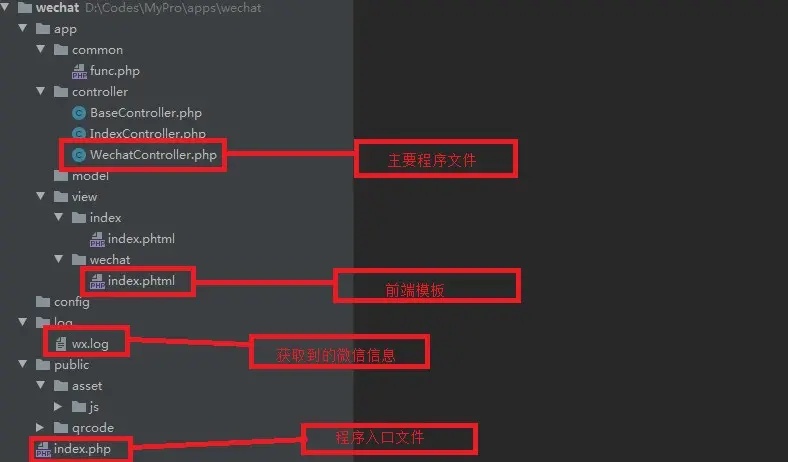 wechat D:\Codes\MyPro\apps\wechat
app
common
func.php
controller
BaseController.php
IndexController.php
WechatController.php
主要程序文件
model
view
index
index.phtml
wechat
index.phtml
前端模板
config
log
wx.log
获取到的微信信息
public
asset
js
qrcode
index.php
程序入口文件